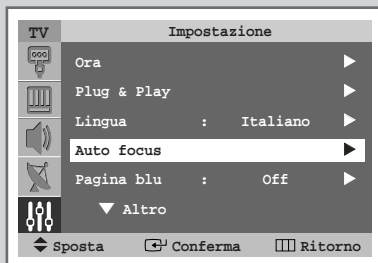 TV Impostazione
Ora
Plug & Play
Lingua : Italiano
Auto focus
Pagina blu : Off
Altro
Sposta Conferma Ritorno